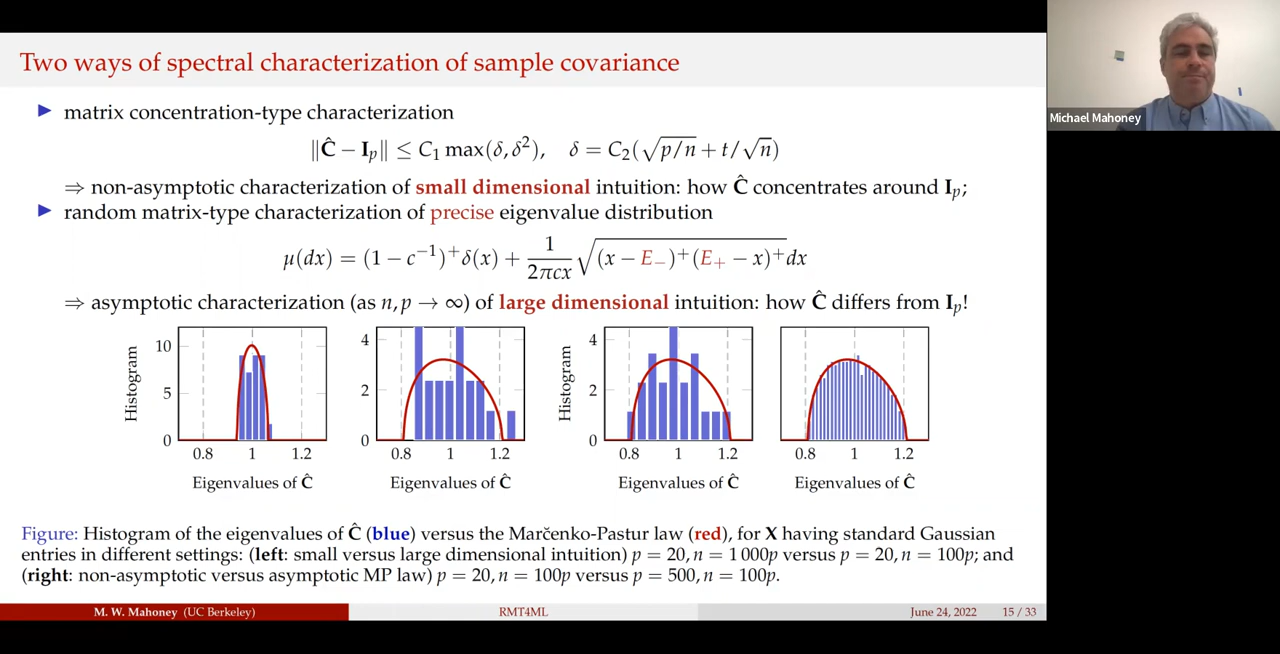 Two ways of spectral characterization of sample covariance
Michael Mahoney
▶ matrix concentration-type characterization
‖Ĉ − I_p‖ ≤ C₁ max(δ, δ²), δ = C₂(√(p/n) + t/√n)
⇒ non-asymptotic characterization of small dimensional intuition: how Ĉ concentrates around I_p;
▶ random matrix-type characterization of precise eigenvalue distribution
μ(dx) = (1 − c⁻¹)⁺δ(x) + 1/(2πcx) √((x − E₋)⁺(E₊ − x)⁺) dx
⇒ asymptotic characterization (as n, p → ∞) of large dimensional intuition: how Ĉ differs from I_p!
Histogram
10
5
0
0.8 1 1.2
Eigenvalues of Ĉ
4
2
0
0.8 1 1.2
Eigenvalues of Ĉ
Histogram
4
2
0
0.8 1 1.2
Eigenvalues of Ĉ
0.8 1 1.2
Eigenvalues of Ĉ
Figure: Histogram of the eigenvalues of Ĉ (blue) versus the Marčenko-Pastur law (red), for X having standard Gaussian
entries in different settings: (left: small versus large dimensional intuition) p = 20, n = 1 000p versus p = 20, n = 100p; and
(right: non-asymptotic versus asymptotic MP law) p = 20, n = 100p versus p = 500, n = 100p.
M. W. Mahoney (UC Berkeley) RMT4ML June 24, 2022 15 / 33